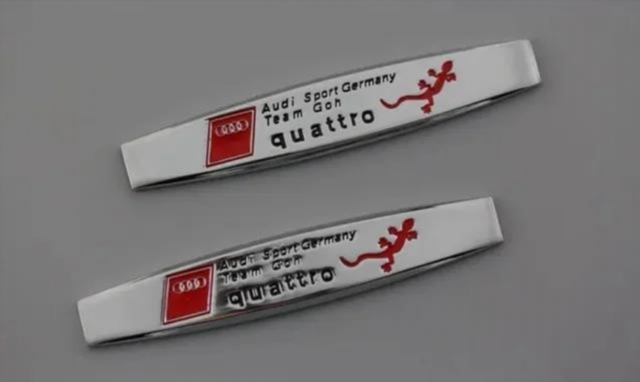 Audi Sport Germany
Team Goh
quattro
Audi Sport Germany
Team Goh
quattro